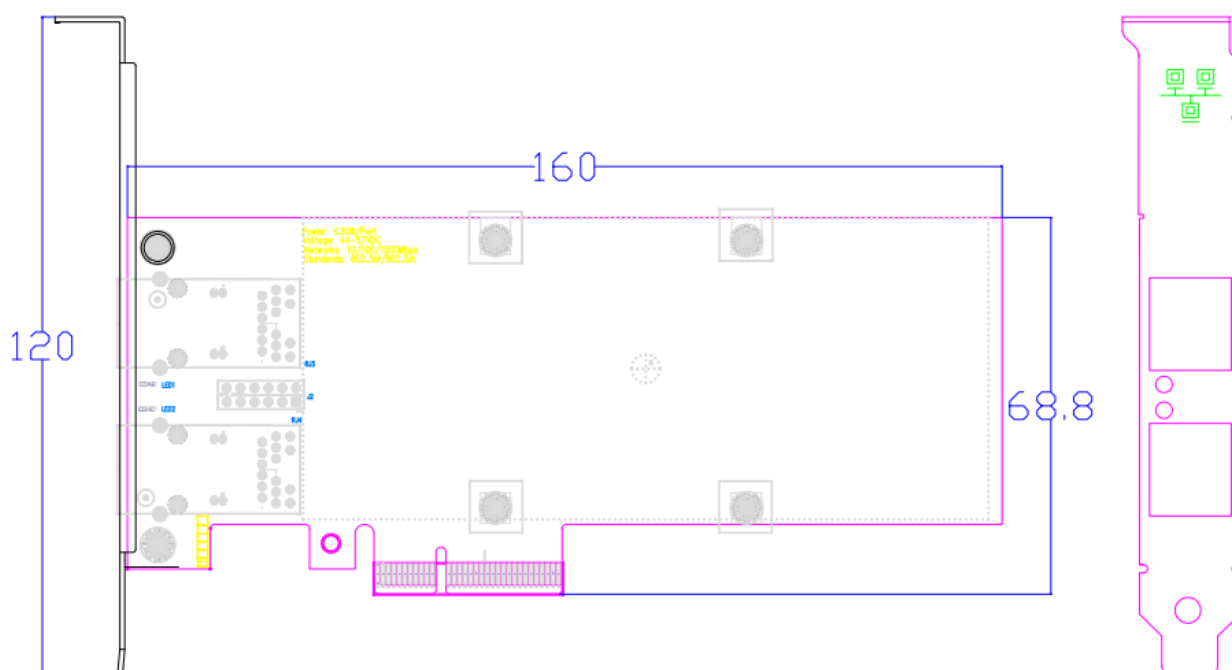 160
Power: ≤30W/Port
Voltage: 44-57VDC
Networks: 10/100/1000Mbps
Standards: 802.3af/802.3at
120
RJ3
LED1
J2
LED2
68.8
RJ4